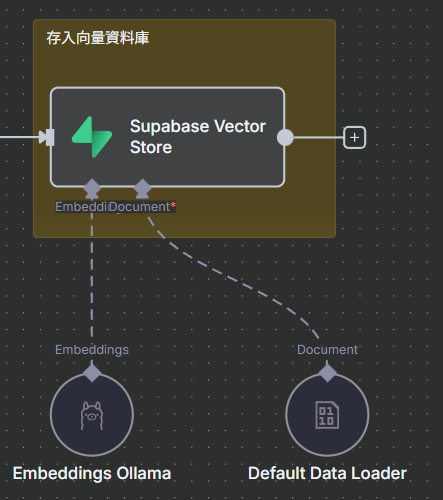 存入向量資料庫
Supabase Vector
Store
Embeddi
Document*
Embeddings
Document
Embeddings Ollama
Default Data Loader